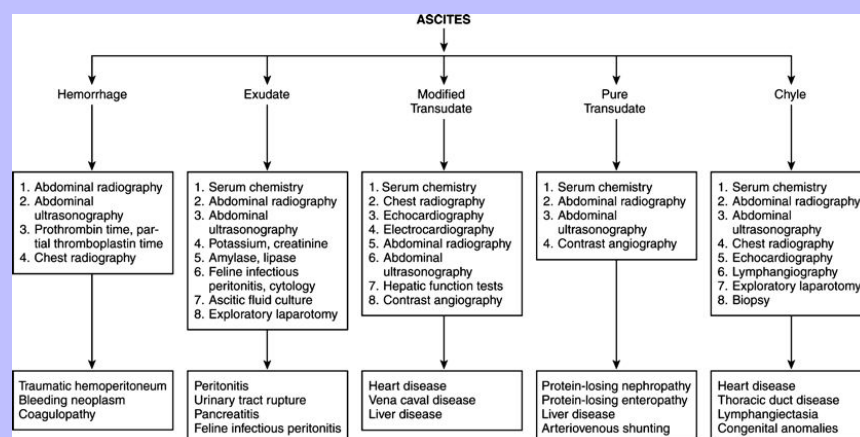 ASCITES
Hemorrhage
Exudate
Modified
Transudate
Pure
Transudate
Chyle
1. Abdominal radiography
2. Abdominal
ultrasonography
3. Prothrombin time, par-
tial thromboplastin time
4. Chest radiography
1. Serum chemistry
2. Abdominal radiography
3. Abdominal
ultrasonography
4. Potassium, creatinine
5. Amylase, lipase
6. Feline infectious
peritonitis, cytology
7. Ascitic fluid culture
8. Exploratory laparotomy
1. Serum chemistry
2. Chest radiography
3. Echocardiography
4. Electrocardiography
5. Abdominal radiography
6. Abdominal
ultrasonography
7. Hepatic function tests
8. Contrast angiography
1. Serum chemistry
2. Abdominal radiography
3. Abdominal
ultrasonography
4. Contrast angiography
1. Serum chemistry
2. Abdominal radiography
3. Abdominal
ultrasonography
4. Chest radiography
5. Echocardiography
6. Lymphangiography
7. Exploratory laparotomy
8. Biopsy
Traumatic hemoperitoneum
Bleeding neoplasm
Coagulopathy
Peritonitis
Urinary tract rupture
Pancreatitis
Feline infectious peritonitis
Heart disease
Vena caval disease
Liver disease
Protein-losing nephropathy
Protein-losing enteropathy
Liver disease
Arteriovenous shunting
Heart disease
Thoracic duct disease
Lymphangiectasia
Congenital anomalies